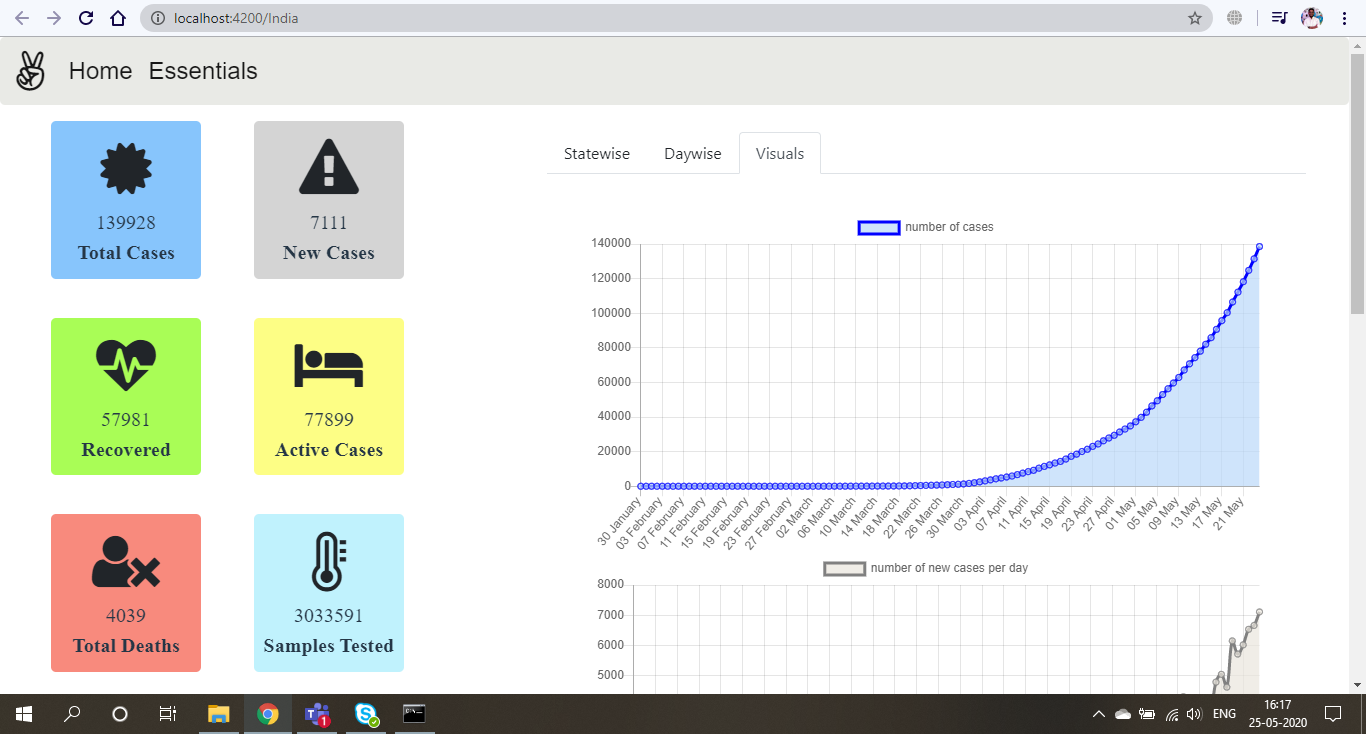 localhost:4200/India
Home Essentials
139928
Total Cases
7111
New Cases
57981
Recovered
77899
Active Cases
4039
Total Deaths
3033591
Samples Tested
Statewise Daywise Visuals
number of cases
140000
120000
100000
80000
60000
40000
20000
0
30 January
03 February
07 February
11 February
15 February
19 February
23 February
27 February
02 March
06 March
10 March
14 March
18 March
22 March
26 March
30 March
03 April
07 April
11 April
15 April
19 April
23 April
27 April
01 May
05 May
09 May
13 May
17 May
21 May
number of new cases per day
8000
7000
6000
5000
T
1
S
ENG
16:17
25-05-2020